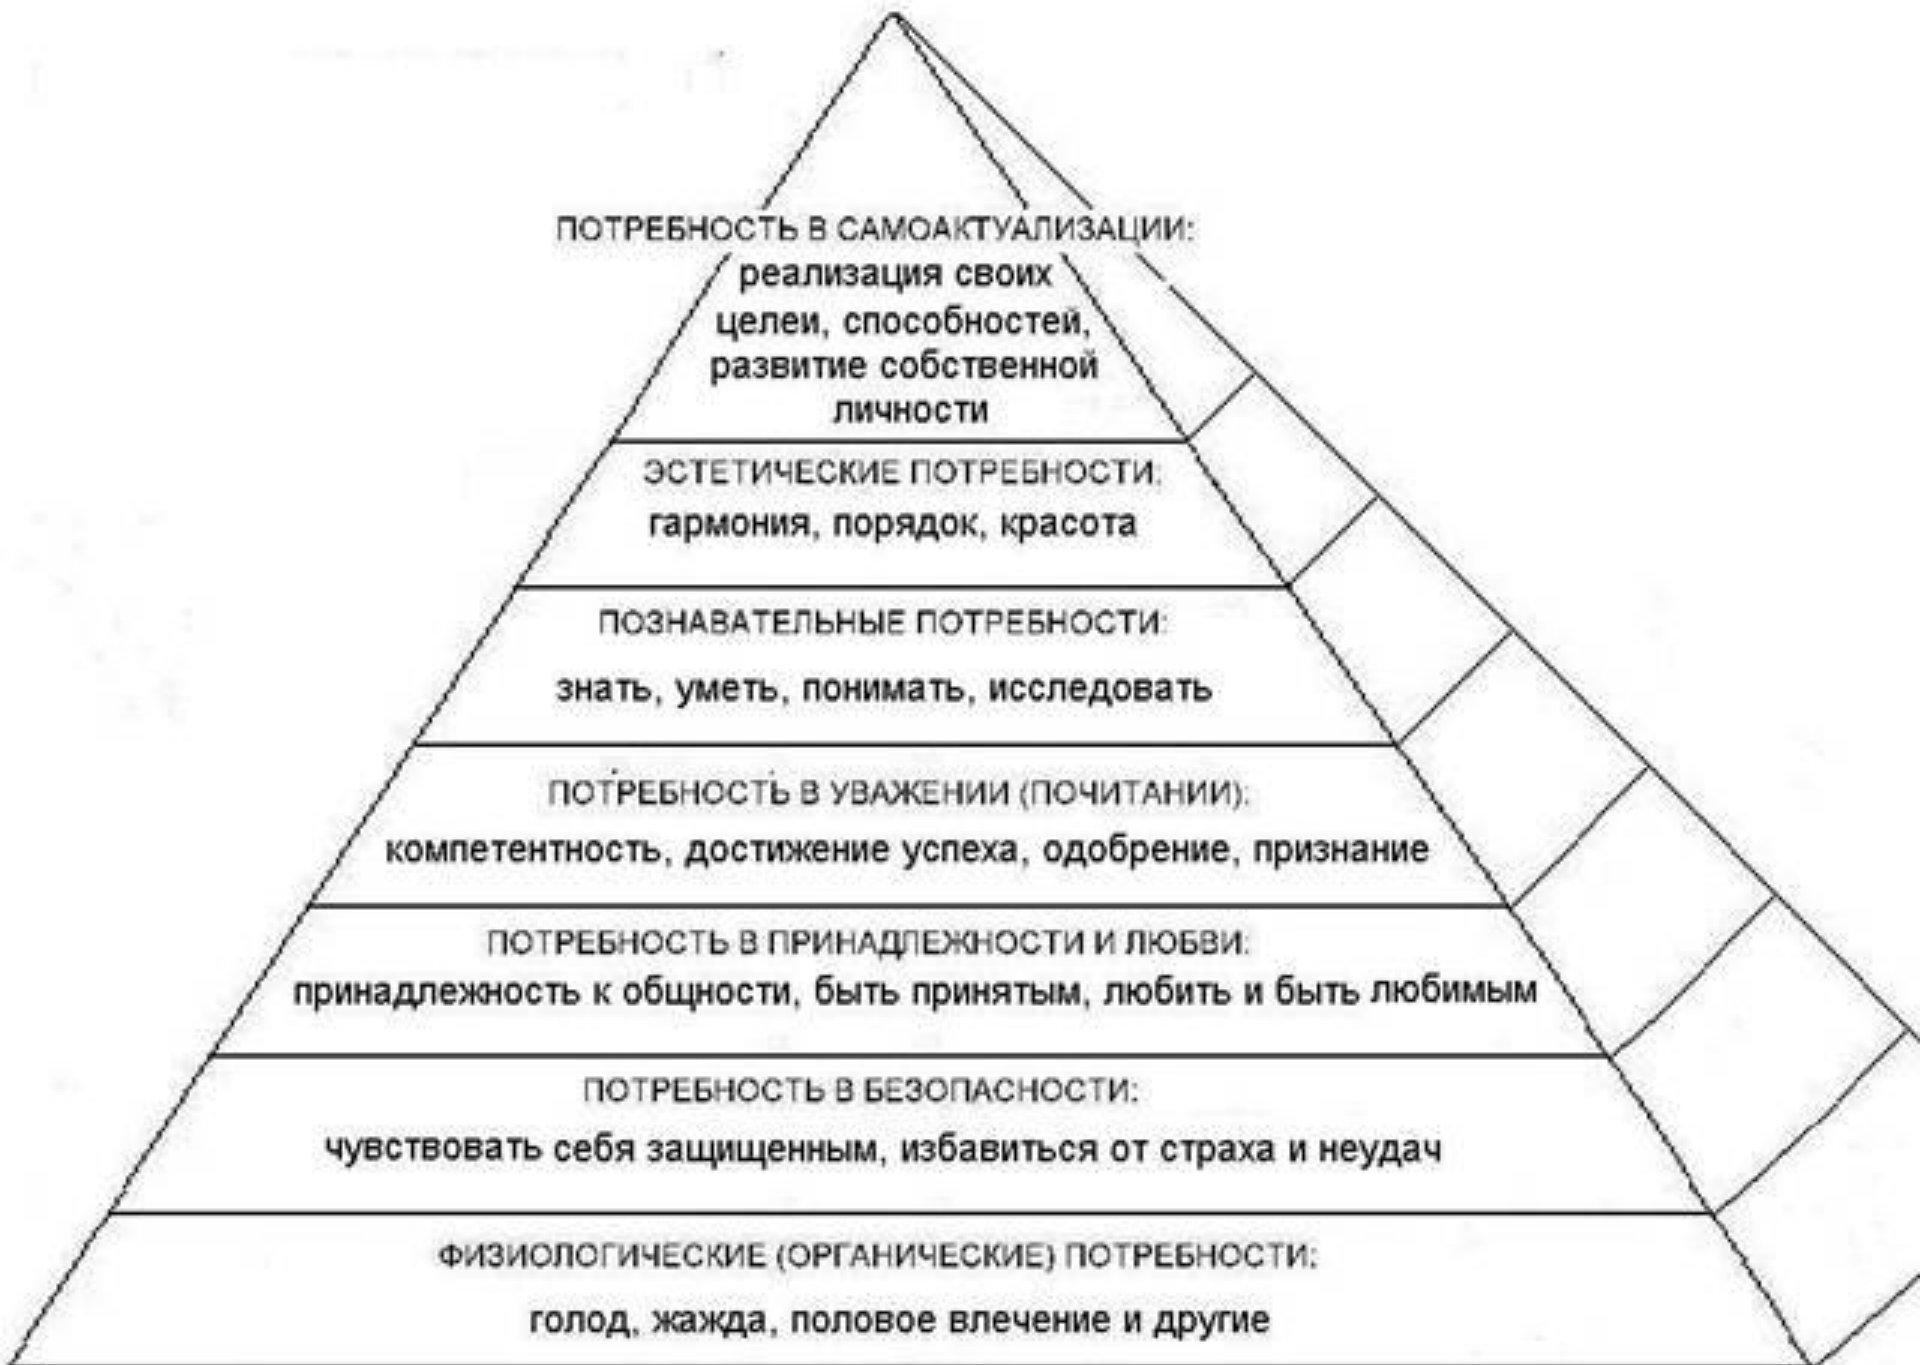 ПОТРЕБНОСТЬ В САМОАКТУАЛИЗАЦИИ:
реализация своих
целеи, способностей,
развитие собственной
личности
ЭСТЕТИЧЕСКИЕ ПОТРЕБНОСТИ:
гармония, порядок, красота
ПОЗНАВАТЕЛЬНЫЕ ПОТРЕБНОСТИ:
знать, уметь, понимать, исследовать
ПОТРЕБНОСТЬ В УВАЖЕНИИ (ПОЧИТАНИИ):
компетентность, достижение успеха, одобрение, признание
ПОТРЕБНОСТЬ В ПРИНАДЛЕЖНОСТИ И ЛЮБВИ:
принадлежность к общности, быть принятым, любить и быть любимым
ПОТРЕБНОСТЬ В БЕЗОПАСНОСТИ:
чувствовать себя защищенным, избавиться от страха и неудач
ФИЗИОЛОГИЧЕСКИЕ (ОРГАНИЧЕСКИЕ) ПОТРЕБНОСТИ:
голод, жажда, половое влечение и другие